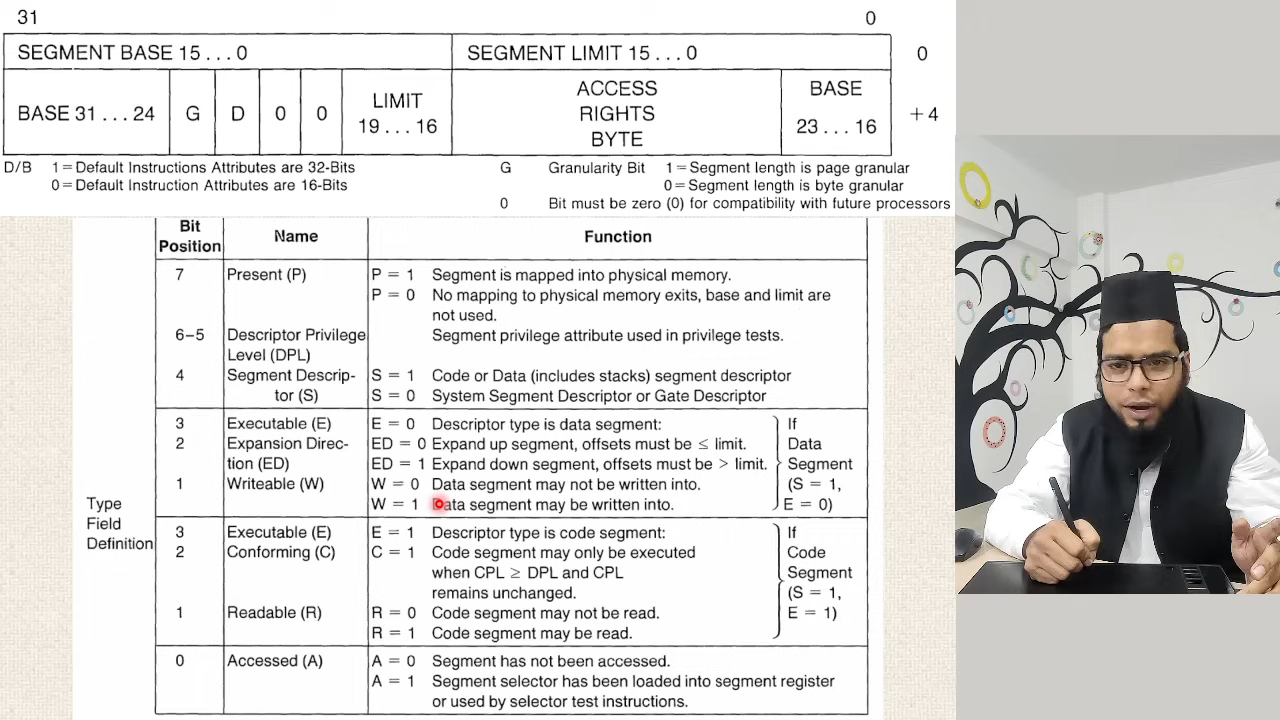 31 0
SEGMENT BASE 15 . . . 0 SEGMENT LIMIT 15 . . . 0 0
BASE 31 . . . 24 G D 0 0 LIMIT 19 . . . 16 ACCESS RIGHTS BYTE BASE 23 . . . 16 +4
D/B 1 = Default Instructions Attributes are 32-Bits
0 = Default Instruction Attributes are 16-Bits
G Granularity Bit 1 = Segment length is page granular
0 = Segment length is byte granular
0 Bit must be zero (0) for compatibility with future processors
Bit Position Name Function
7 Present (P) P = 1 Segment is mapped into physical memory.
P = 0 No mapping to physical memory exits, base and limit are
not used.
6–5 Descriptor Privilege Segment privilege attribute used in privilege tests.
Level (DPL)
4 Segment Descrip- S = 1 Code or Data (includes stacks) segment descriptor
tor (S) S = 0 System Segment Descriptor or Gate Descriptor
3 Executable (E) E = 0 Descriptor type is data segment: If
2 Expansion Direc- ED = 0 Expand up segment, offsets must be ≤ limit. Data
tion (ED) ED = 1 Expand down segment, offsets must be > limit. Segment
1 Writeable (W) W = 0 Data segment may not be written into. (S = 1,
W = 1 Data segment may be written into. E = 0)
Type
Field
Definition
3 Executable (E) E = 1 Descriptor type is code segment: If
2 Conforming (C) C = 1 Code segment may only be executed Code
when CPL ≥ DPL and CPL Segment
remains unchanged. (S = 1,
1 Readable (R) R = 0 Code segment may not be read. E = 1)
R = 1 Code segment may be read.
0 Accessed (A) A = 0 Segment has not been accessed.
A = 1 Segment selector has been loaded into segment register
or used by selector test instructions.